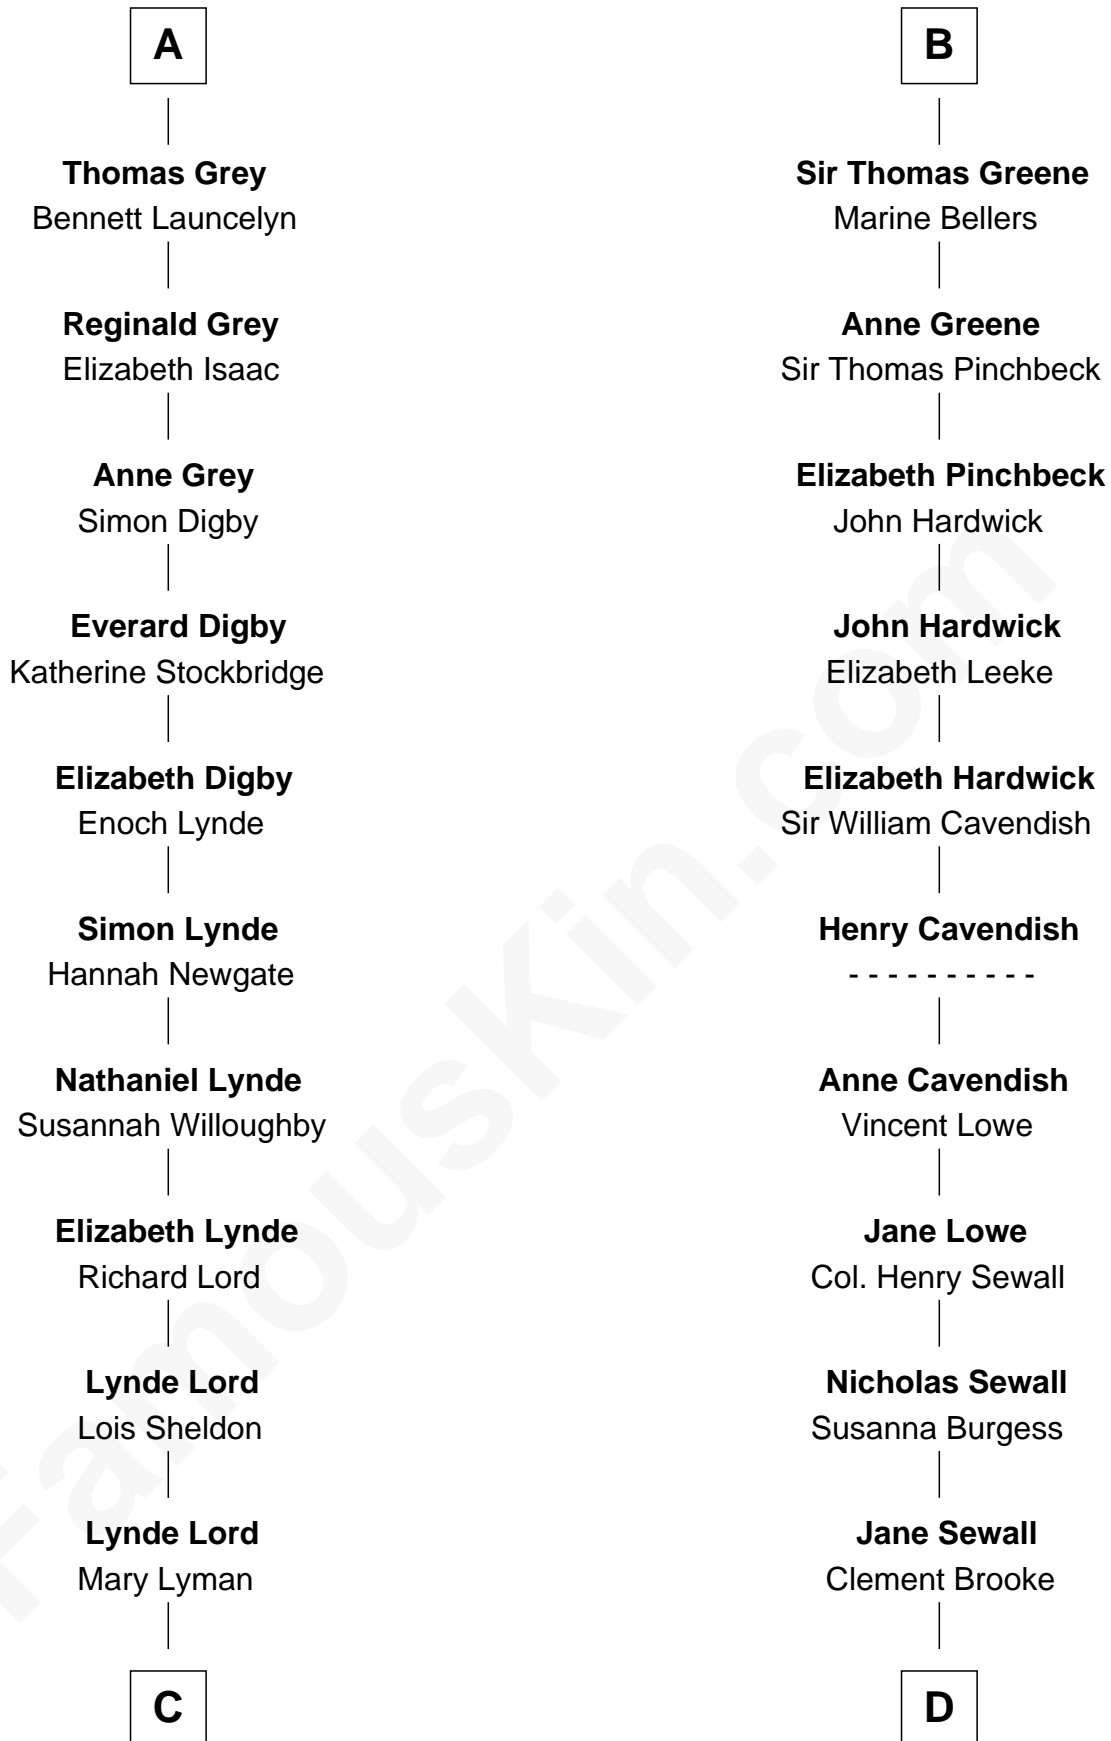 A
Thomas Grey
Bennett Launcelyn
Reginald Grey
Elizabeth Isaac
Anne Grey
Simon Digby
Everard Digby
Katherine Stockbridge
Elizabeth Digby
Enoch Lynde
Simon Lynde
Hannah Newgate
Nathaniel Lynde
Susannah Willoughby
Elizabeth Lynde
Richard Lord
Lynde Lord
Lois Sheldon
Lynde Lord
Mary Lyman
C
B
Sir Thomas Greene
Marine Bellers
Anne Greene
Sir Thomas Pinchbeck
Elizabeth Pinchbeck
John Hardwick
John Hardwick
Elizabeth Leeke
Elizabeth Hardwick
Sir William Cavendish
Henry Cavendish
- - - - - - - - - -
Anne Cavendish
Vincent Lowe
Jane Lowe
Col. Henry Sewall
Nicholas Sewall
Susanna Burgess
Jane Sewall
Clement Brooke
D
FamousKin.com